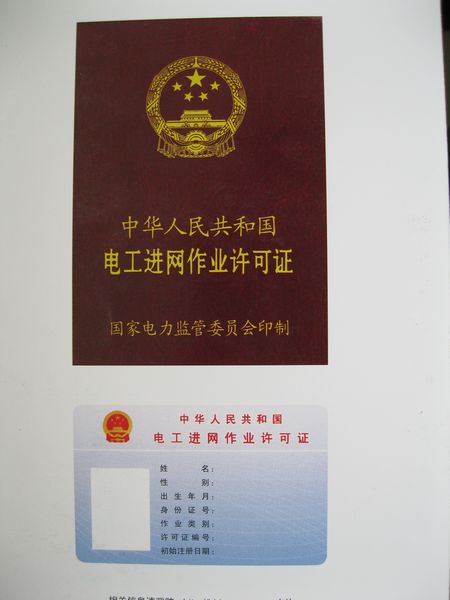 中华人民共和国
电工进网作业许可证
国家电力监管委员会印制
中华人民共和国
电工进网作业许可证
姓 名：
性 别：
出生年月：
身份证号：
作业类别：
许可证编号：
初始注册日期：